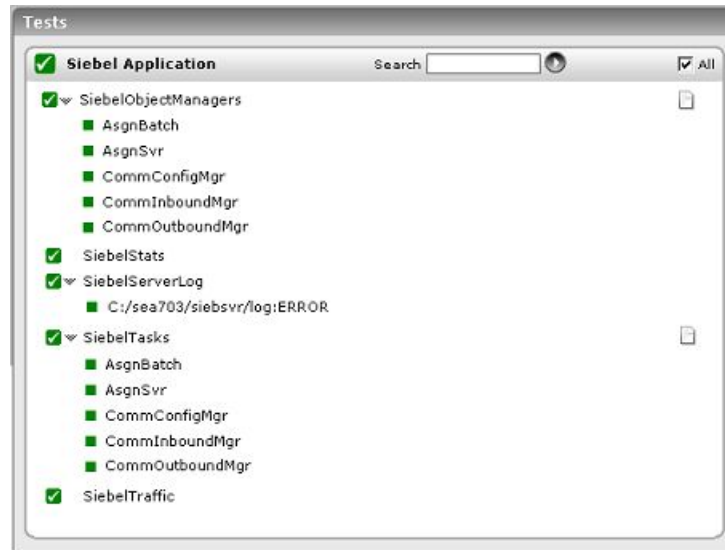 Tests
Siebel Application Search All
SiebelObjectManagers
AsgnBatch
AsgnSvr
CommConfigMgr
CommInboundMgr
CommOutboundMgr
SiebelStats
SiebelServerLog
C:/sea703/siebsvr/log:ERROR
SiebelTasks
AsgnBatch
AsgnSvr
CommConfigMgr
CommInboundMgr
CommOutboundMgr
SiebelTraffic